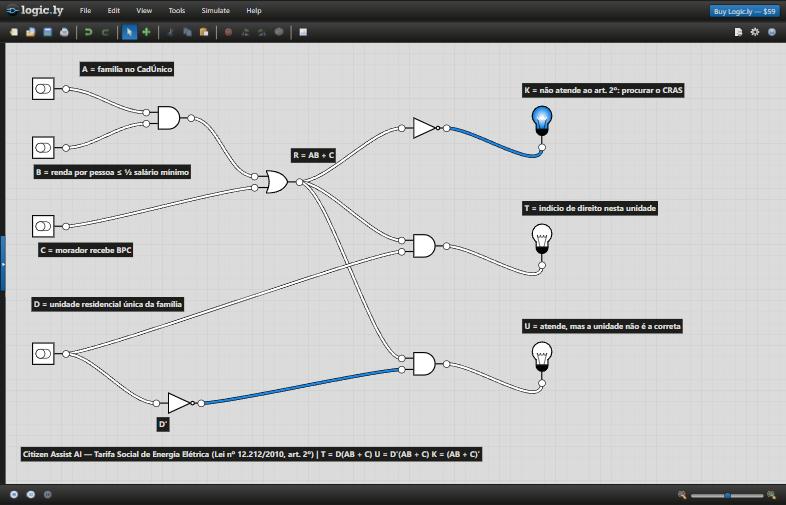 logic.ly
File Edit View Tools Simulate Help
Buy Logic.ly — $59
A = família no CadÚnico
K = não atende ao art. 2º: procurar o CRAS
R = AB + C
B = renda por pessoa ≤ ½ salário mínimo
T = indício de direito nesta unidade
C = morador recebe BPC
D = unidade residencial única da família
U = atende, mas a unidade não é a correta
D'
Citizen Assist AI — Tarifa Social de Energia Elétrica (Lei nº 12.212/2010, art. 2º) | T = D(AB + C) U = D'(AB + C) K = (AB + C)'